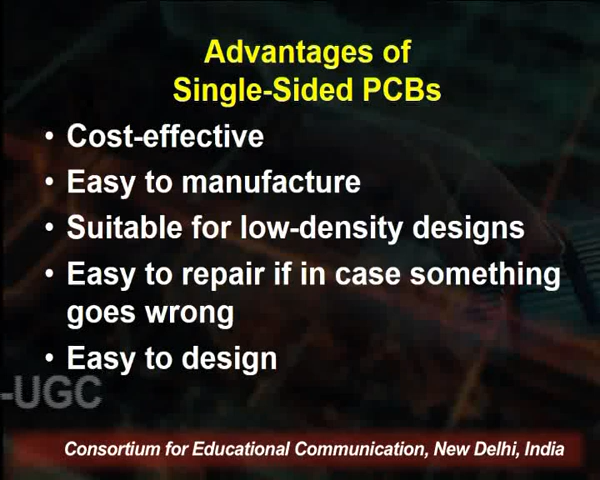 Advantages of
Single-Sided PCBs
• Cost-effective
• Easy to manufacture
• Suitable for low-density designs
• Easy to repair if in case something
goes wrong
• Easy to design
-UGC
Consortium for Educational Communication, New Delhi, India